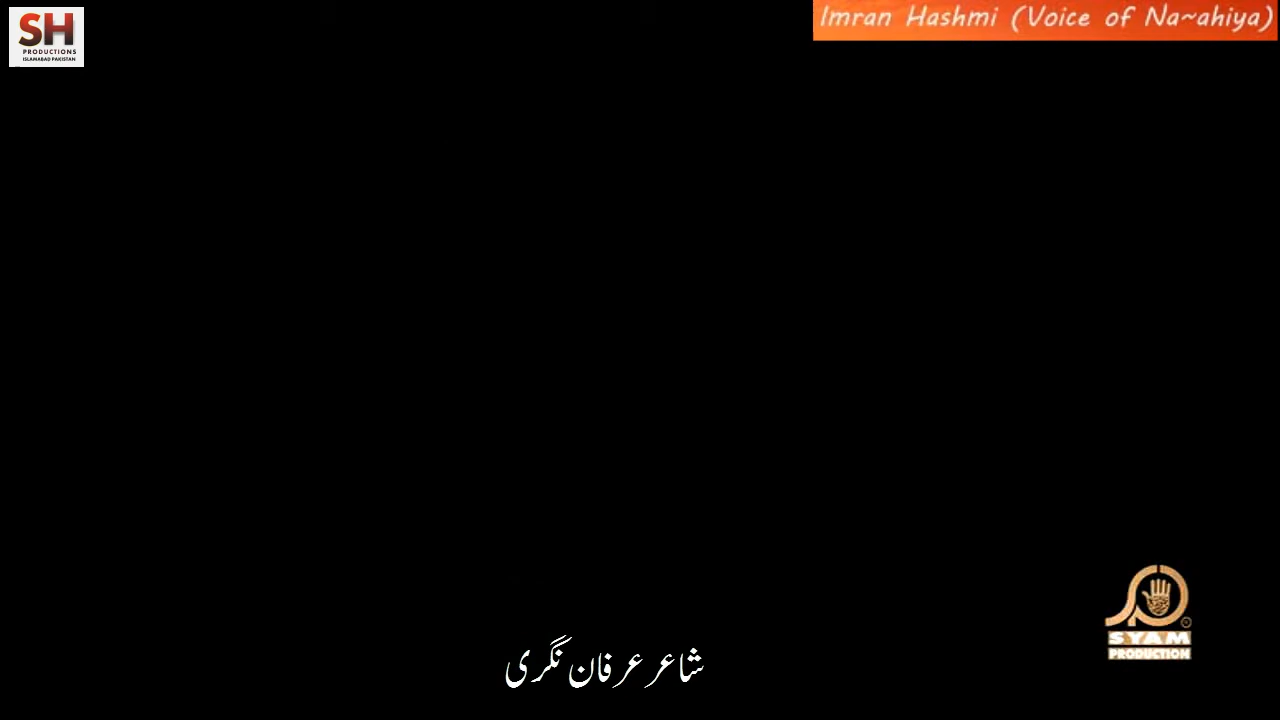 SH
PRODUCTIONS
ISLAMABAD PAKISTAN
Imran Hashmi (Voice of Na~ahiya)
SYAM
PRODUCTION
شاعر عرفان نگری